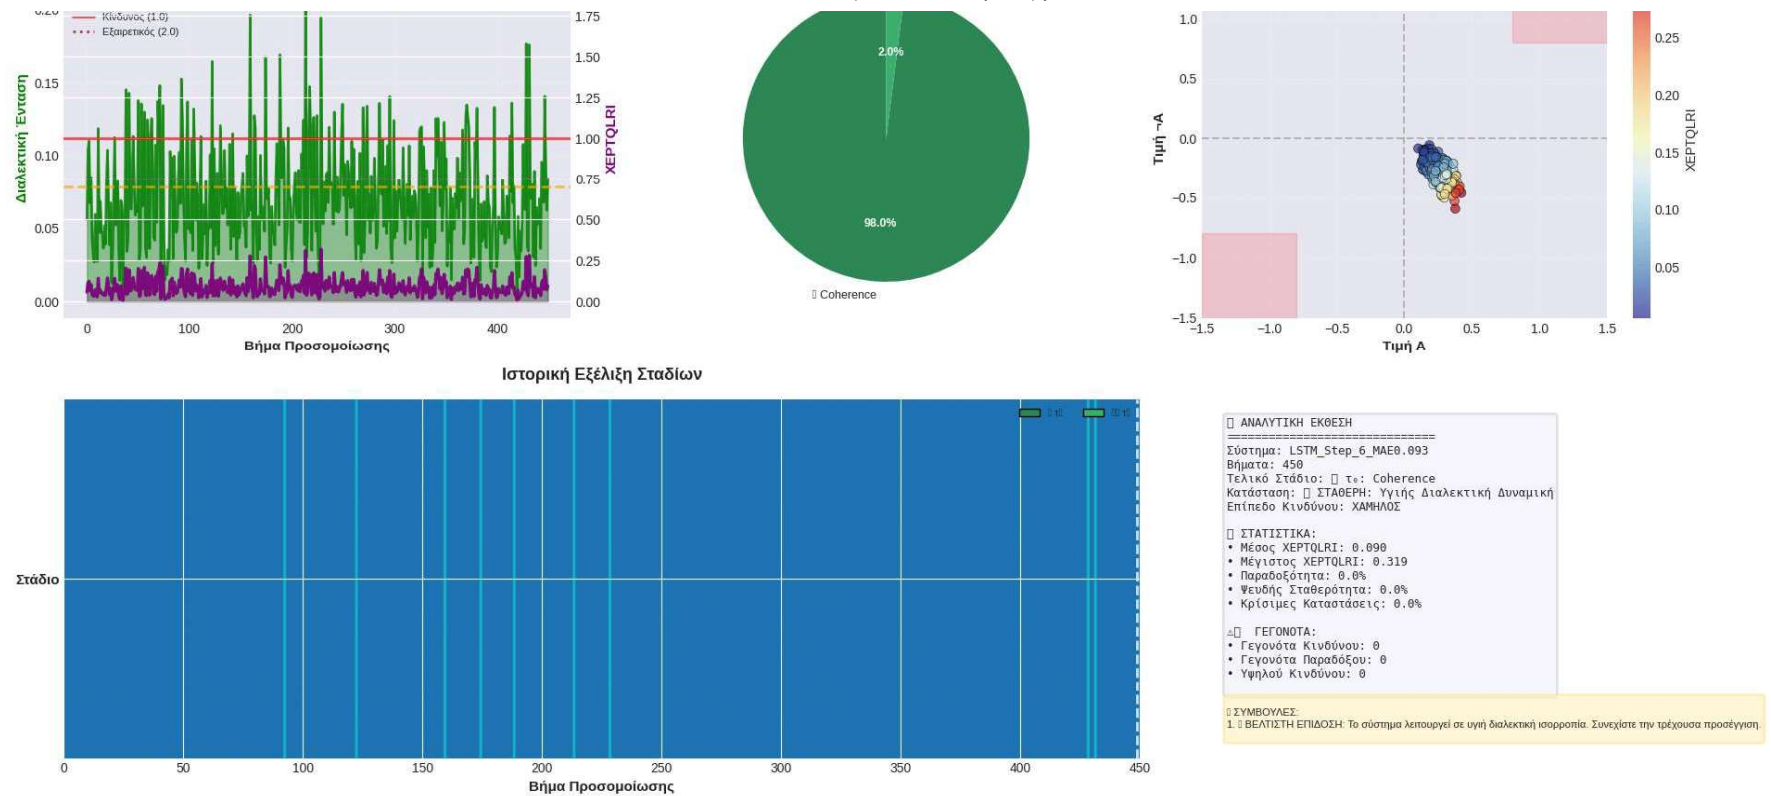 0.20
Κίνδυνος (1.0)
Εξαιρετικός (2.0)
0.15
0.10
0.05
0.00
Διαλεκτική Ένταση
1.75
1.50
1.25
1.00
0.75
0.50
0.25
0.00
XEPTQLRI
0 100 200 300 400
Βήμα Προσομοίωσης
2.0%
98.0%
Coherence
1.0
0.5
0.0
−0.5
−1.0
−1.5
Τιμή ¬A
−1.5 −1.0 −0.5 0.0 0.5 1.0 1.5
Τιμή A
0.25
0.20
0.15
0.10
0.05
XEPTQLRI
Ιστορική Εξέλιξη Σταδίων
Στάδιο
0 50 100 150 200 250 300 350 400 450
Βήμα Προσομοίωσης
ΑΝΑΛΥΤΙΚΗ ΕΚΘΕΣΗ
==============================
Σύστημα: LSTM_Step_6_MAE0.093
Βήματα: 450
Τελικό Στάδιο: τ₀: Coherence
Κατάσταση: ΣΤΑΘΕΡΗ: Υγιής Διαλεκτική Δυναμική
Επίπεδο Κινδύνου: ΧΑΜΗΛΟΣ
ΣΤΑΤΙΣΤΙΚΑ:
• Μέσος XEPTQLRI: 0.090
• Μέγιστος XEPTQLRI: 0.319
• Παραδοξότητα: 0.0%
• Ψευδής Σταθερότητα: 0.0%
• Κρίσιμες Καταστάσεις: 0.0%
⚠ ΓΕΓΟΝΟΤΑ:
• Γεγονότα Κινδύνου: 0
• Γεγονότα Παραδόξου: 0
• Υψηλού Κινδύνου: 0
ΣΥΜΒΟΥΛΕΣ:
1. ΒΕΛΤΙΣΤΗ ΕΠΙΔΟΣΗ: Το σύστημα λειτουργεί σε υγιή διαλεκτική ισορροπία. Συνεχίστε την τρέχουσα προσέγγιση.